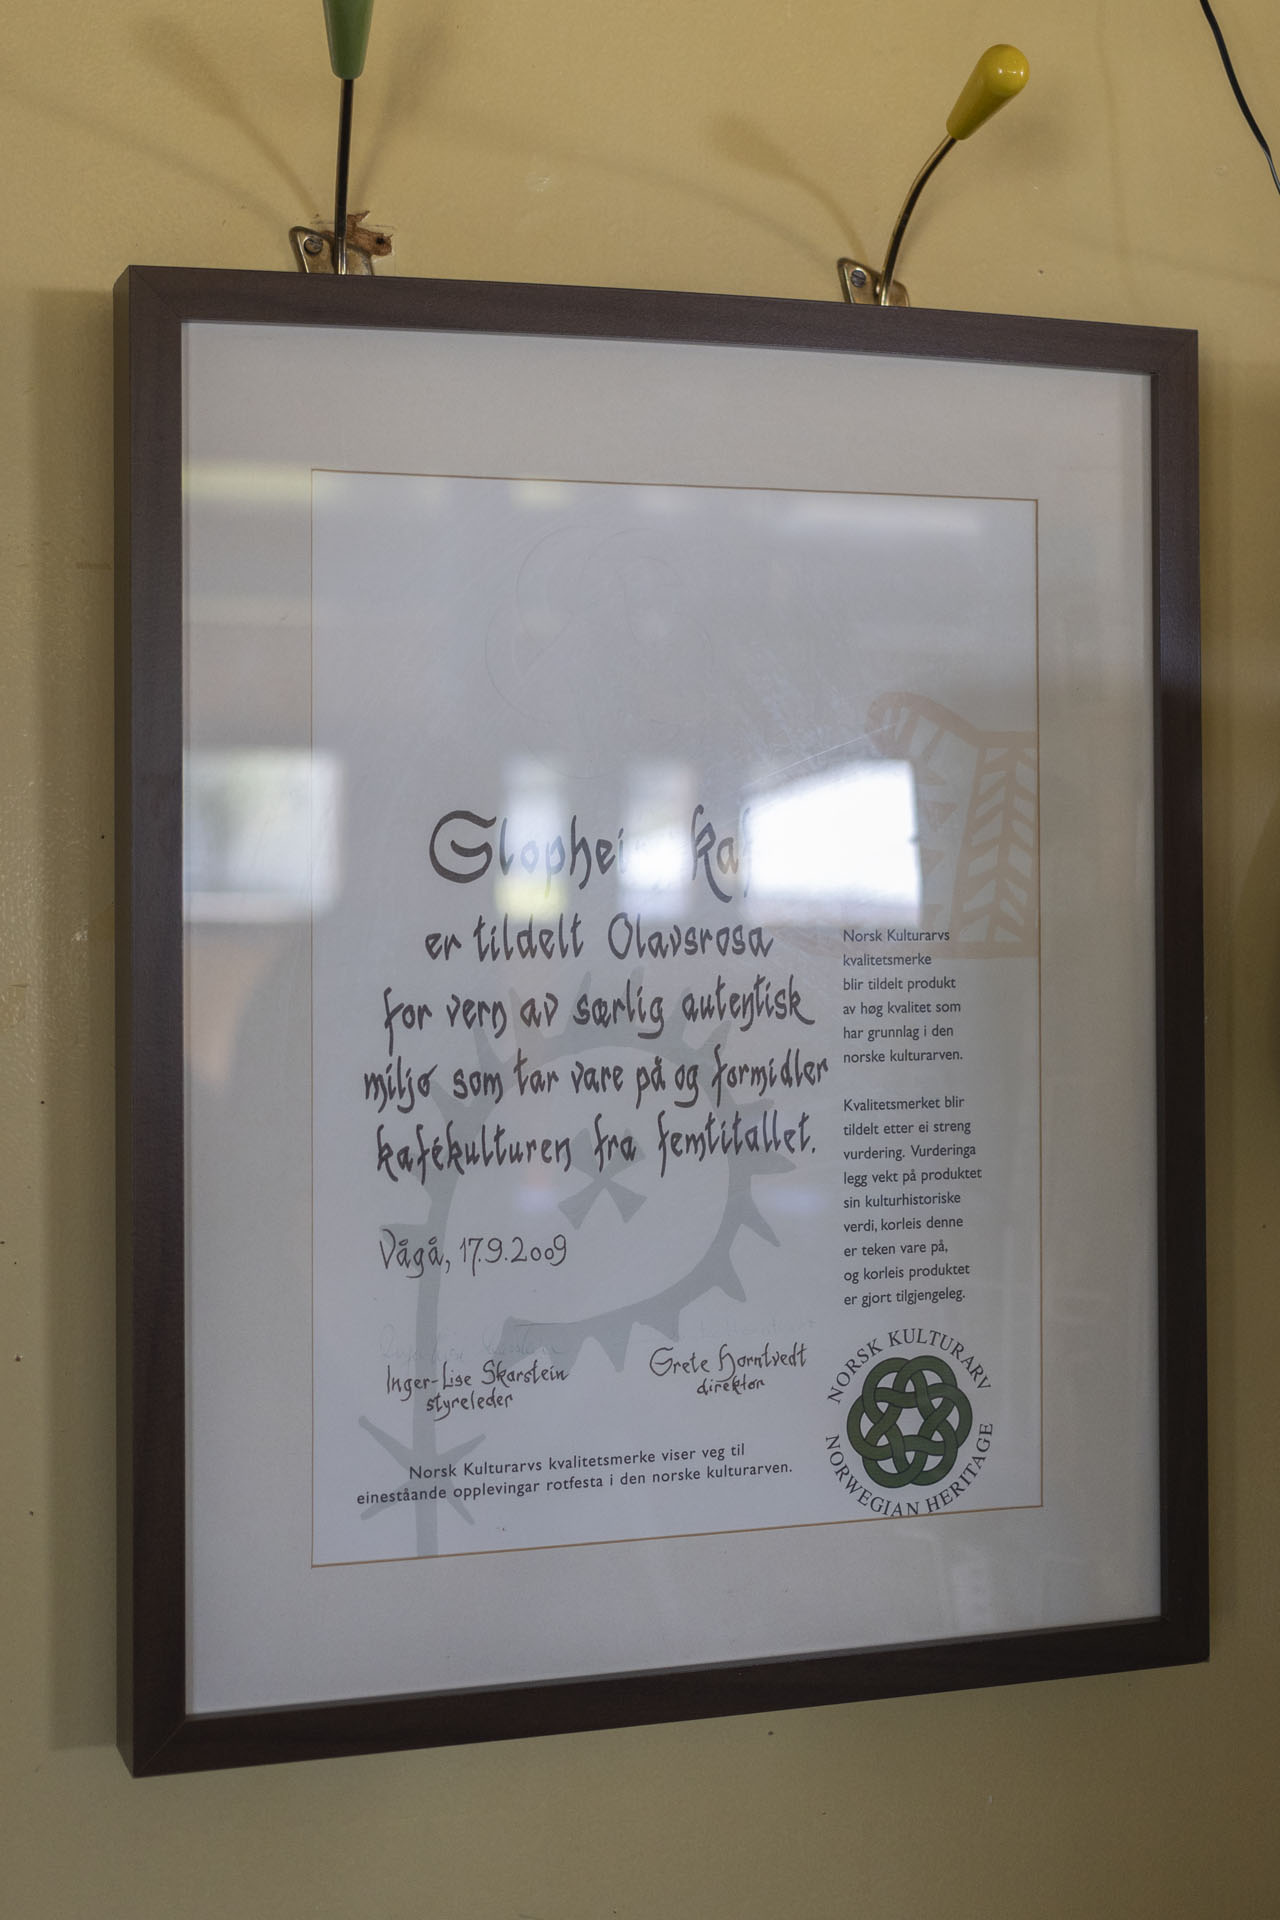 er tildelt Olavsrosa
for vern av særlig autentisk
miljø som tar vare på og formidler
kafékulturen fra femtitallet.
Vågå, 17.9.2009
Inger-Lise Skarstein
styreleder
Grete Horntvedt
direktør
Norsk Kulturarvs kvalitetsmerke viser veg til
eineståande opplevingar rotfesta i den norske kulturarven.
Norsk Kulturarvs
kvalitetsmerke
blir tildelt produkt
av høg kvalitet som
har grunnlag i den
norske kulturarven.
Kvalitetsmerket blir
tildelt etter ei streng
vurdering. Vurderinga
legg vekt på produktet
sin kulturhistoriske
verdi, korleis denne
er teken vare på,
og korleis produktet
er gjort tilgjengeleg.
NORSK KULTURARV
NORWEGIAN HERITAGE